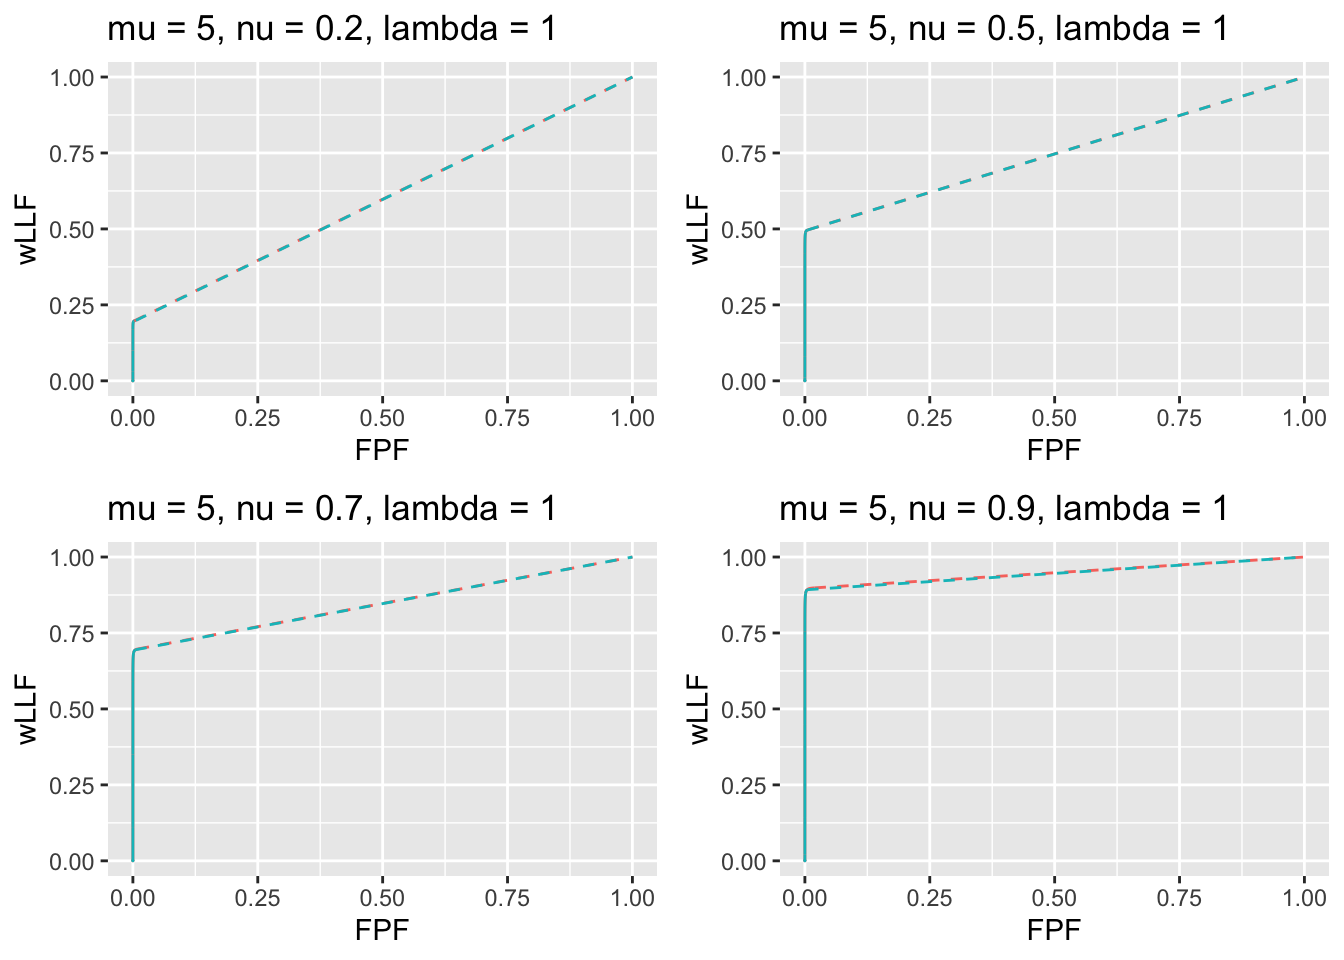 mu = 5, nu = 0.2, lambda = 1
1.00
0.75
0.50
0.25
0.00
wLLF
0.00 0.25 0.50 0.75 1.00
FPF
mu = 5, nu = 0.5, lambda = 1
1.00
0.75
0.50
0.25
0.00
wLLF
0.00 0.25 0.50 0.75 1.00
FPF
mu = 5, nu = 0.7, lambda = 1
1.00
0.75
0.50
0.25
0.00
wLLF
0.00 0.25 0.50 0.75 1.00
FPF
mu = 5, nu = 0.9, lambda = 1
1.00
0.75
0.50
0.25
0.00
wLLF
0.00 0.25 0.50 0.75 1.00
FPF